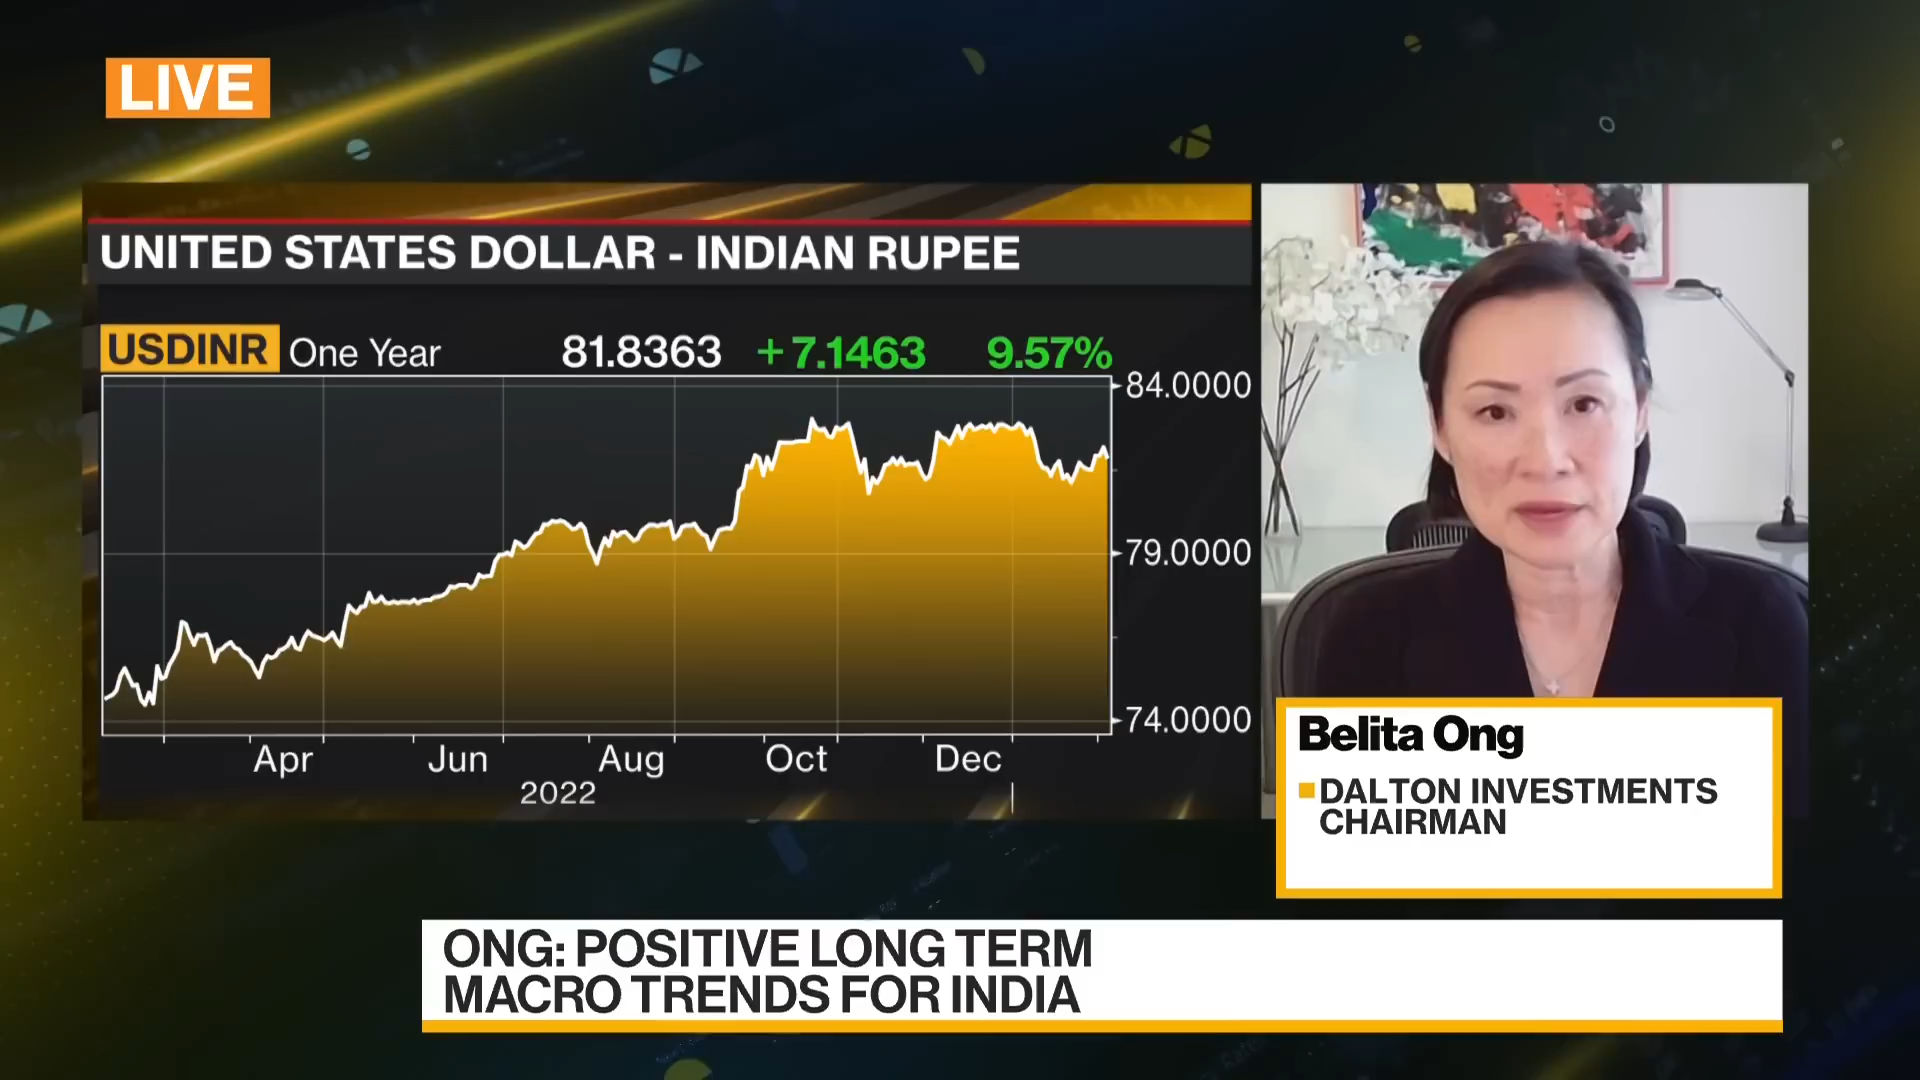 LIVE
UNITED STATES DOLLAR - INDIAN RUPEE
USDINR One Year 81.8363 +7.1463 9.57%
84.0000
79.0000
74.0000
Apr Jun Aug Oct Dec
2022
Belita Ong
DALTON INVESTMENTS
CHAIRMAN
ONG: POSITIVE LONG TERM
MACRO TRENDS FOR INDIA